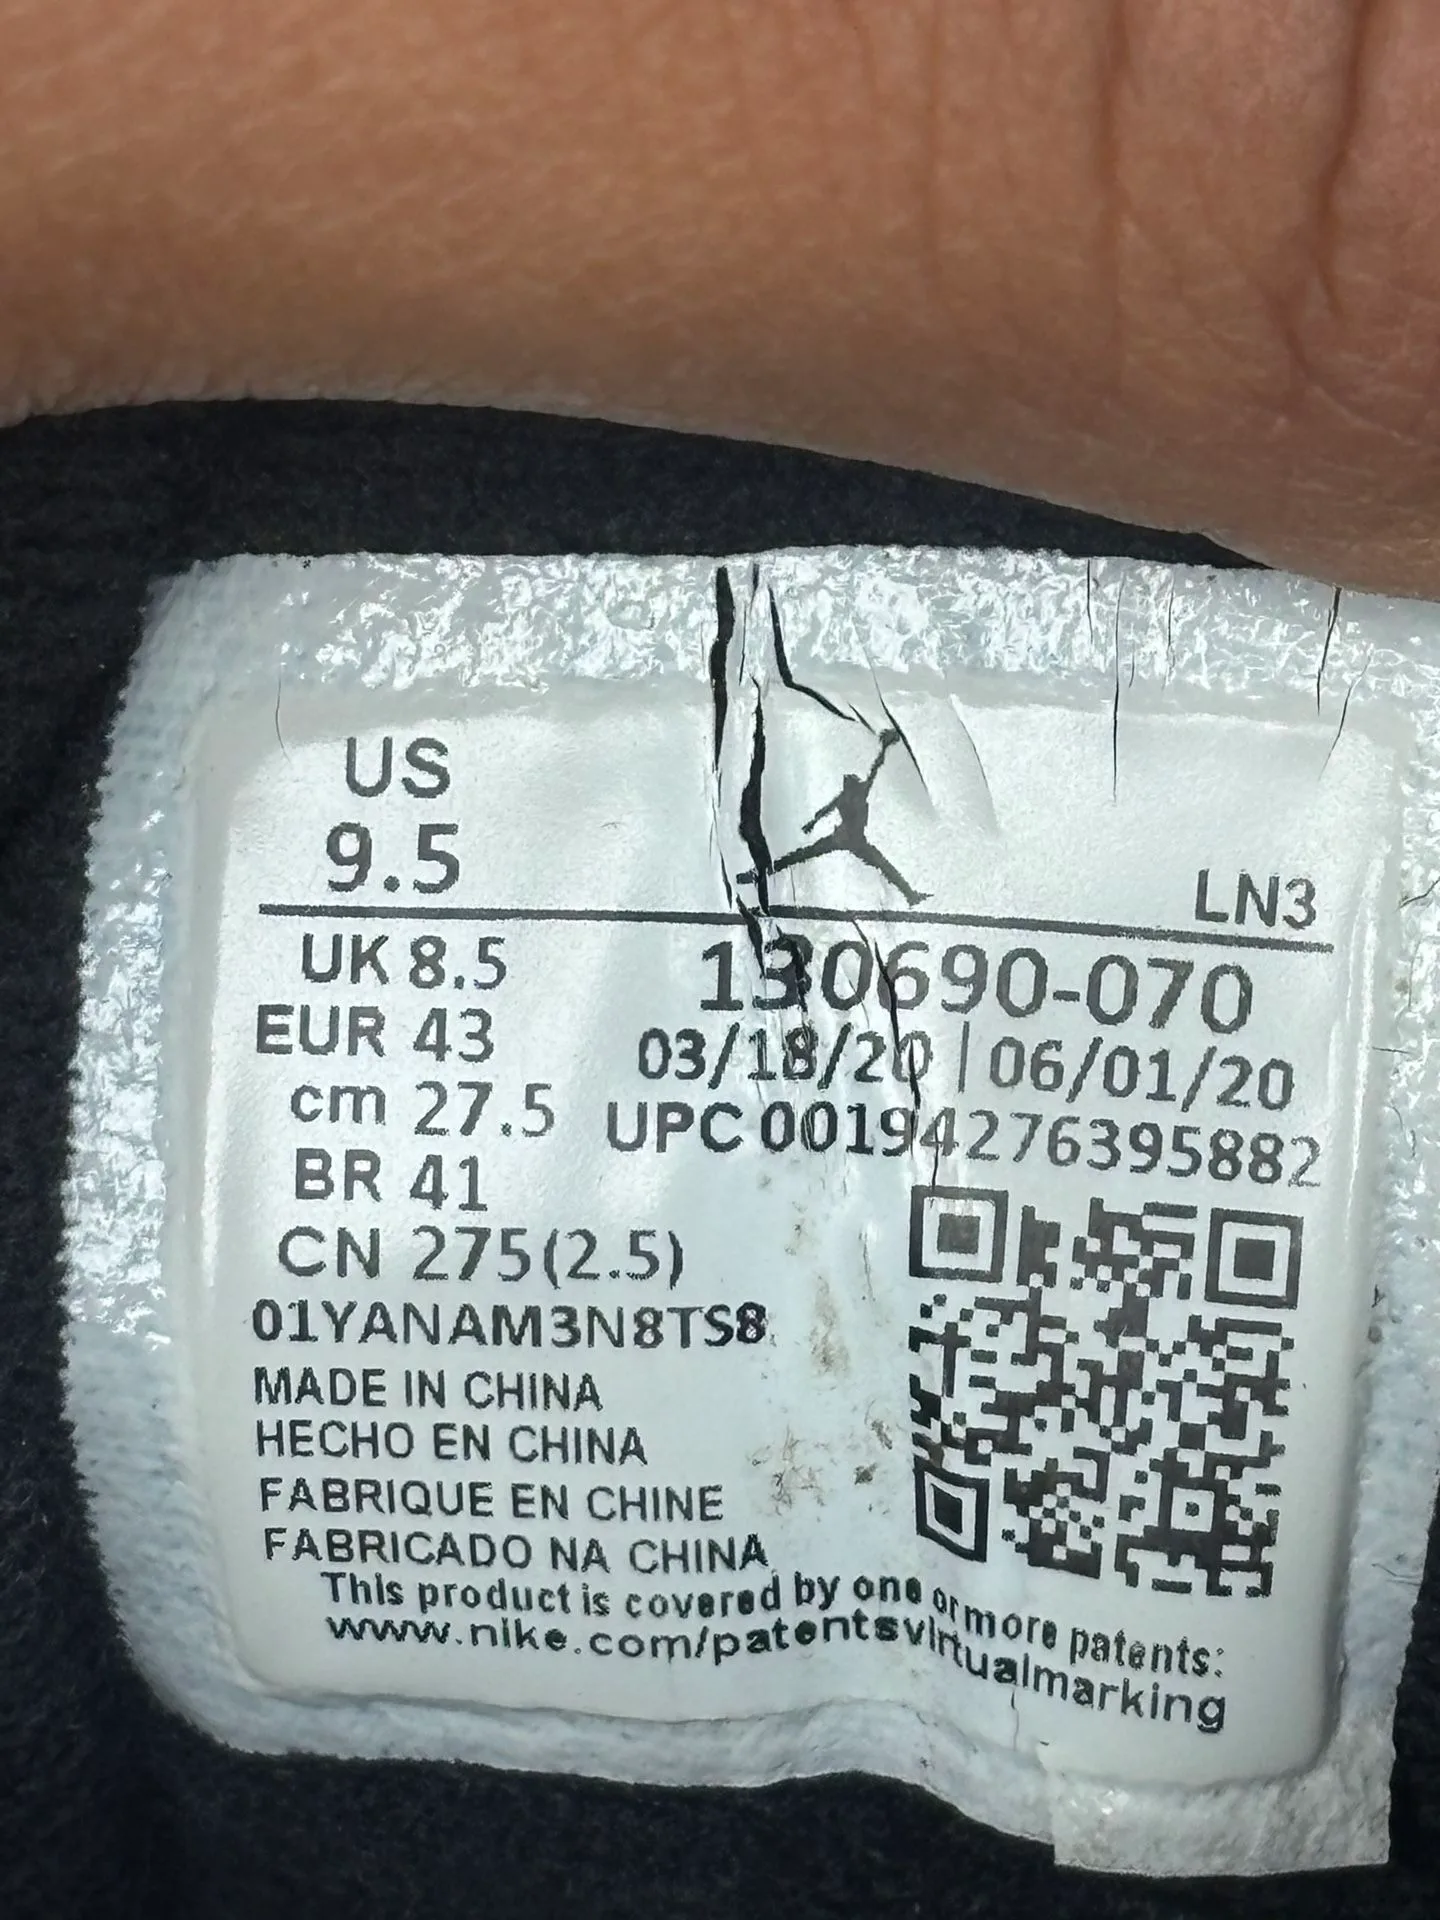 US
9.5
LN3
UK 8.5
130690-070
EUR 43
03/18/20 | 06/01/20
cm 27.5
UPC 00194276395882
BR 41
CN 275(2.5)
01YANAM3N8TS8
MADE IN CHINA
HECHO EN CHINA
FABRIQUE EN CHINE
FABRICADO NA CHINA
This product is covered by one or more patents:
www.nike.com/patentsvirtualmarking